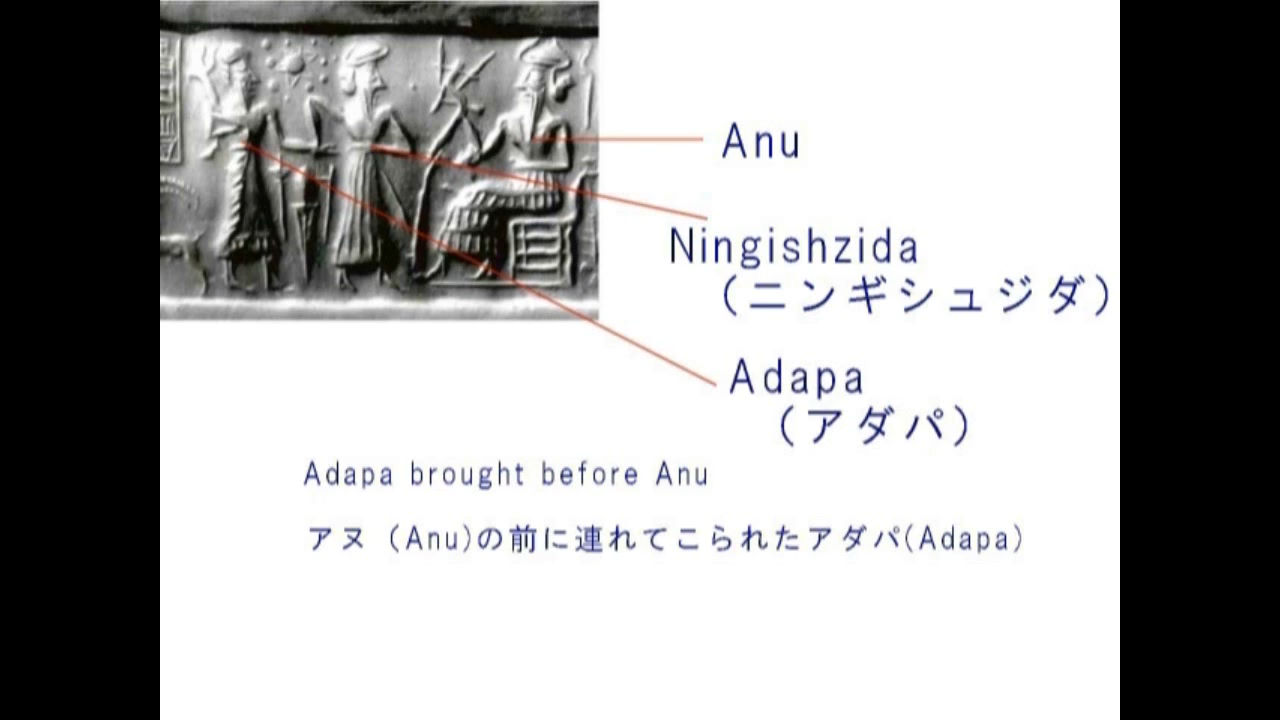 Anu
Ningishzida
（ニンギシュジダ）
Adapa
（アダパ）
Adapa brought before Anu
アヌ （Anu)の前に連れてこられたアダパ(Adapa)